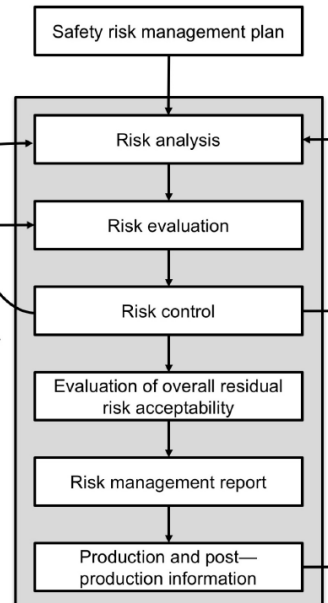 Safety risk management plan
Risk analysis
Risk evaluation
Risk control
Evaluation of overall residual
risk acceptability
Risk management report
Production and post—
production information